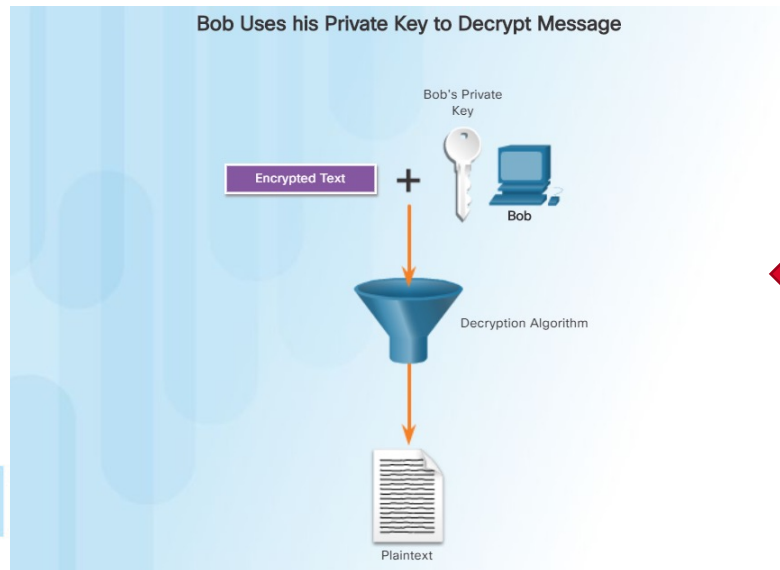 Bob Uses his Private Key to Decrypt Message
Bob's Private
Key
Encrypted Text
+
Bob
Decryption Algorithm
Plaintext